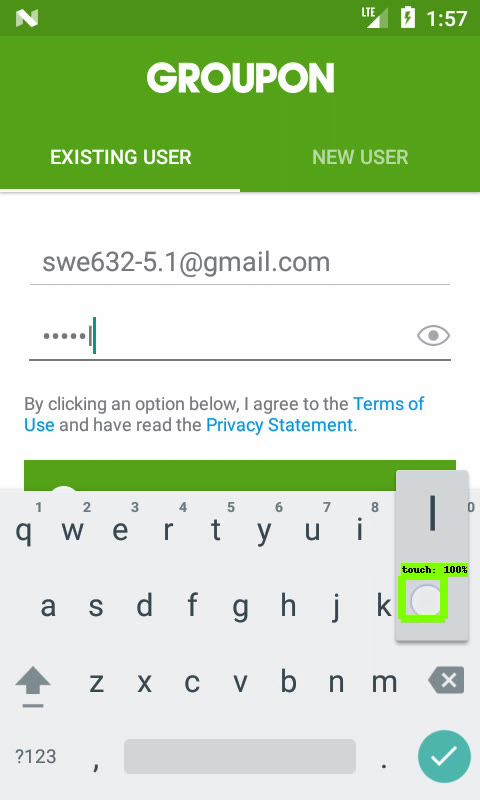 LTE 1:57
GROUPON
EXISTING USER NEW USER
swe632-5.1@gmail.com
•••••l
By clicking an option below, I agree to the Terms of
Use and have read the Privacy Statement.
1 2 3 4 5 6 7 8 0
q w e r t y u i
l
touch: 100%
a s d f g h j k
z x c v b n m
?123 , .